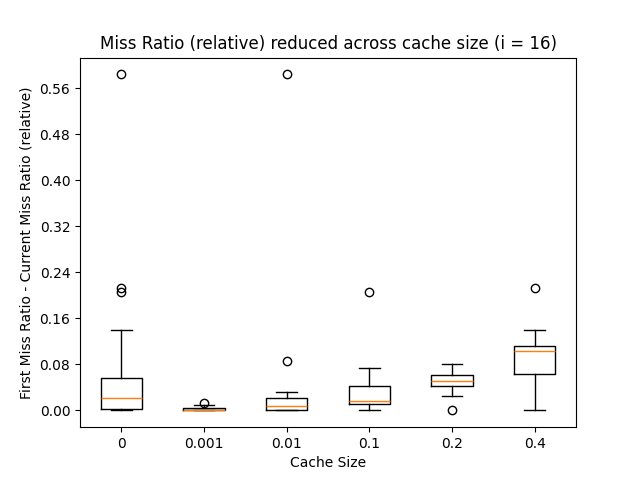 Miss Ratio (relative) reduced across cache size (i = 16)
First Miss Ratio - Current Miss Ratio (relative)
0.56
0.48
0.40
0.32
0.24
0.16
0.08
0.00
0 0.001 0.01 0.1 0.2 0.4
Cache Size